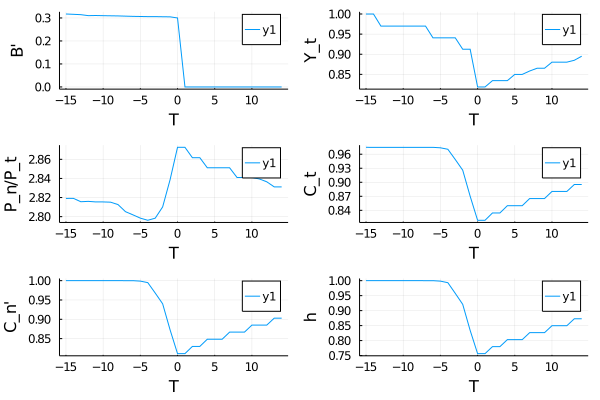 B'
0.3
0.2
0.1
0.0
y1
−15 −10 −5 0 5 10
T
Y_t
1.00
0.95
0.90
0.85
y1
−15 −10 −5 0 5 10
T
P_n/P_t
2.86
2.84
2.82
2.80
y1
−15 −10 −5 0 5 10
T
C_t
0.96
0.93
0.90
0.87
0.84
y1
−15 −10 −5 0 5 10
T
C_n'
1.00
0.95
0.90
0.85
y1
−15 −10 −5 0 5 10
T
h
1.00
0.95
0.90
0.85
0.80
0.75
y1
−15 −10 −5 0 5 10
T